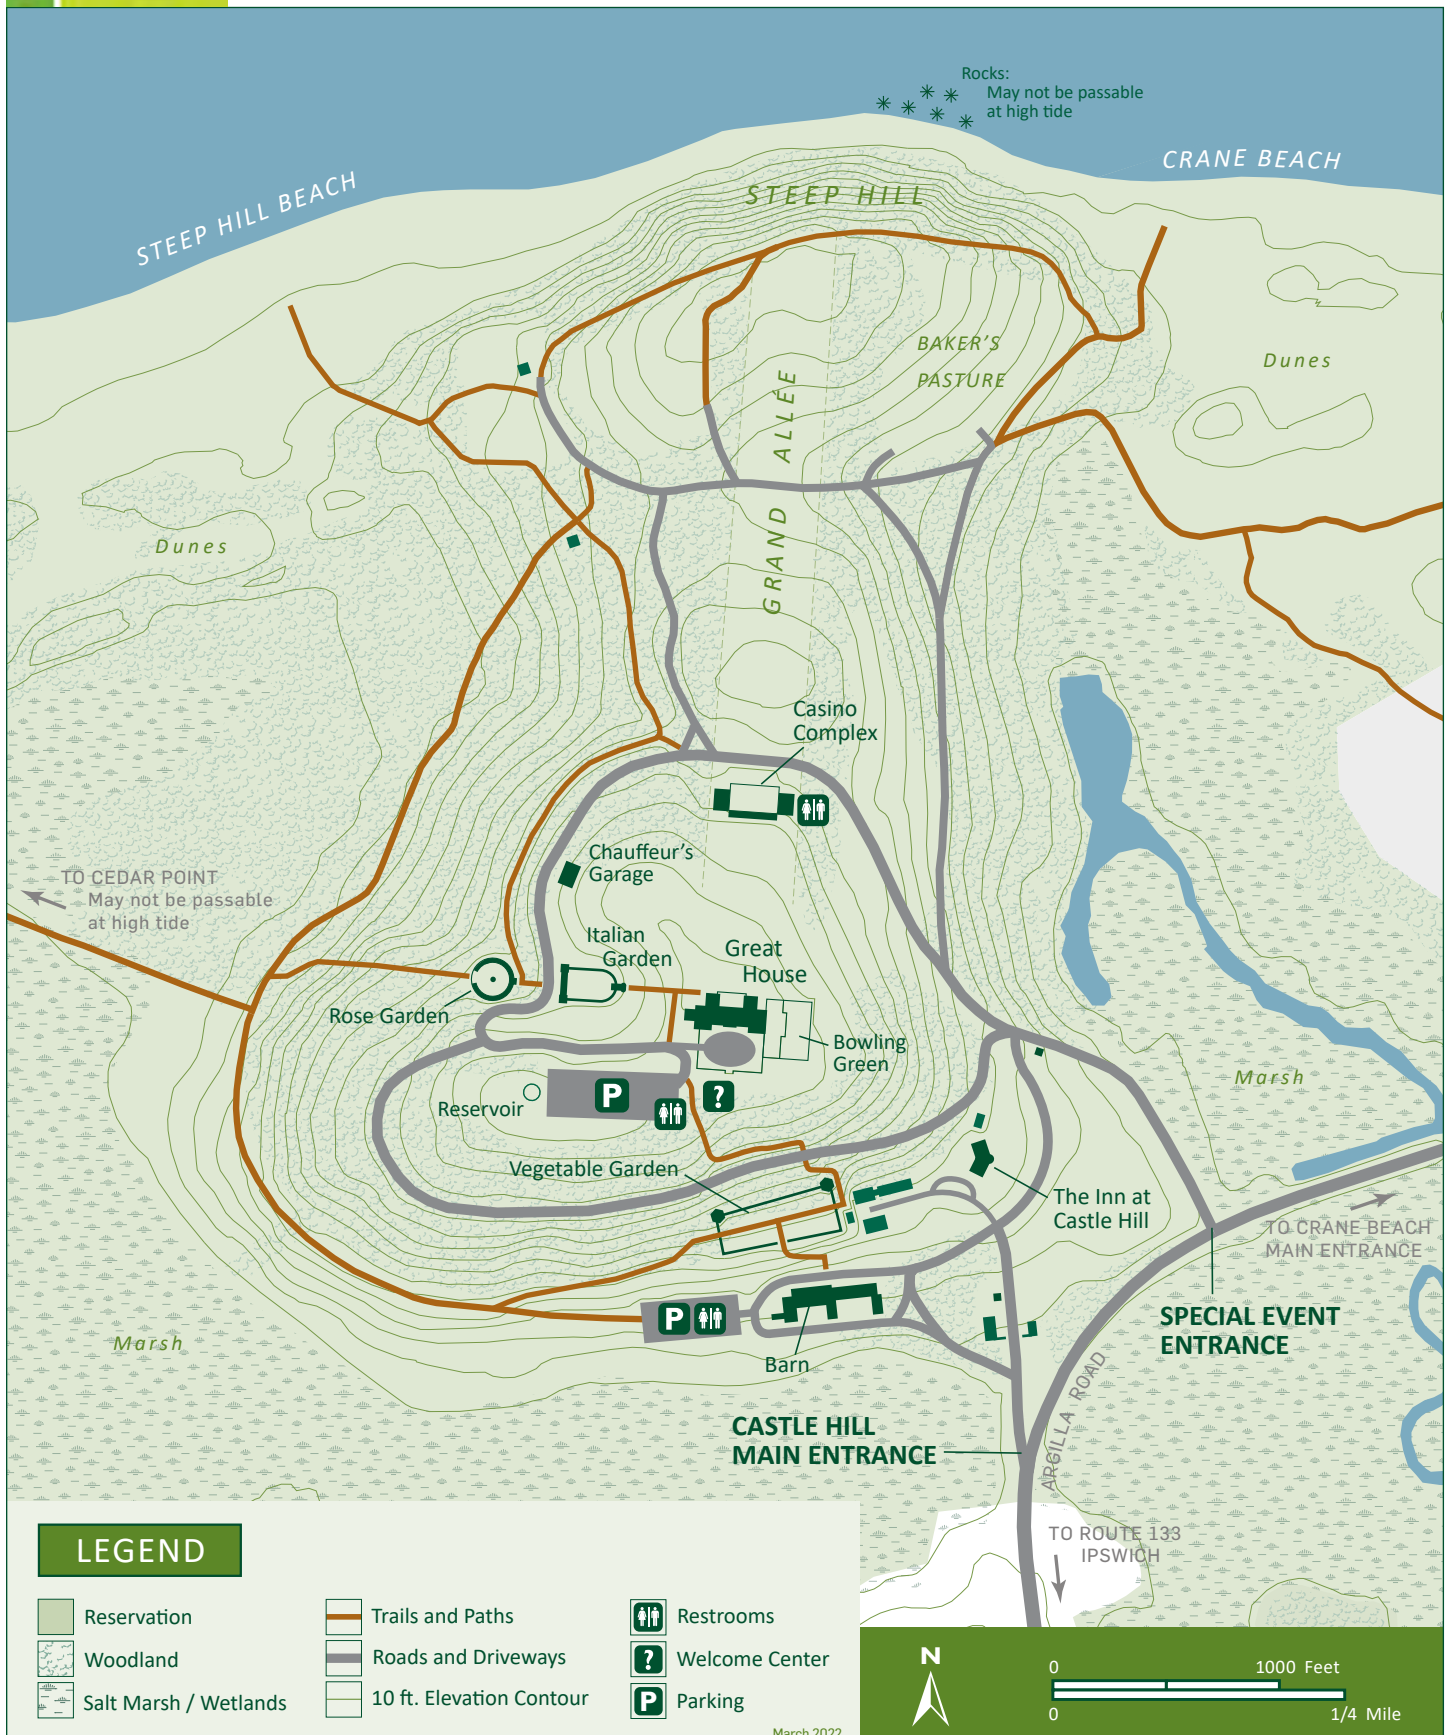 Rocks:
May not be passable
at high tide
CRANE BEACH
STEEP HILL BEACH
STEEP HILL
BAKER'S
PASTURE
Dunes
GRAND ALLÉE
Dunes
Casino
Complex
Chauffeur's
Garage
TO CEDAR POINT
May not be passable
at high tide
Italian
Garden
Great
House
Rose Garden
Bowling
Green
Marsh
Reservoir
P
?
Vegetable Garden
The Inn at
Castle Hill
TO CRANE BEACH
MAIN ENTRANCE
SPECIAL EVENT
ENTRANCE
P
Marsh
Barn
ARGILLA ROAD
CASTLE HILL
MAIN ENTRANCE
TO ROUTE 133
IPSWICH
LEGEND
Reservation
Woodland
Salt Marsh / Wetlands
Trails and Paths
Roads and Driveways
10 ft. Elevation Contour
Restrooms
? Welcome Center
P Parking
March 2022
N
0 1000 Feet
0 1/4 Mile